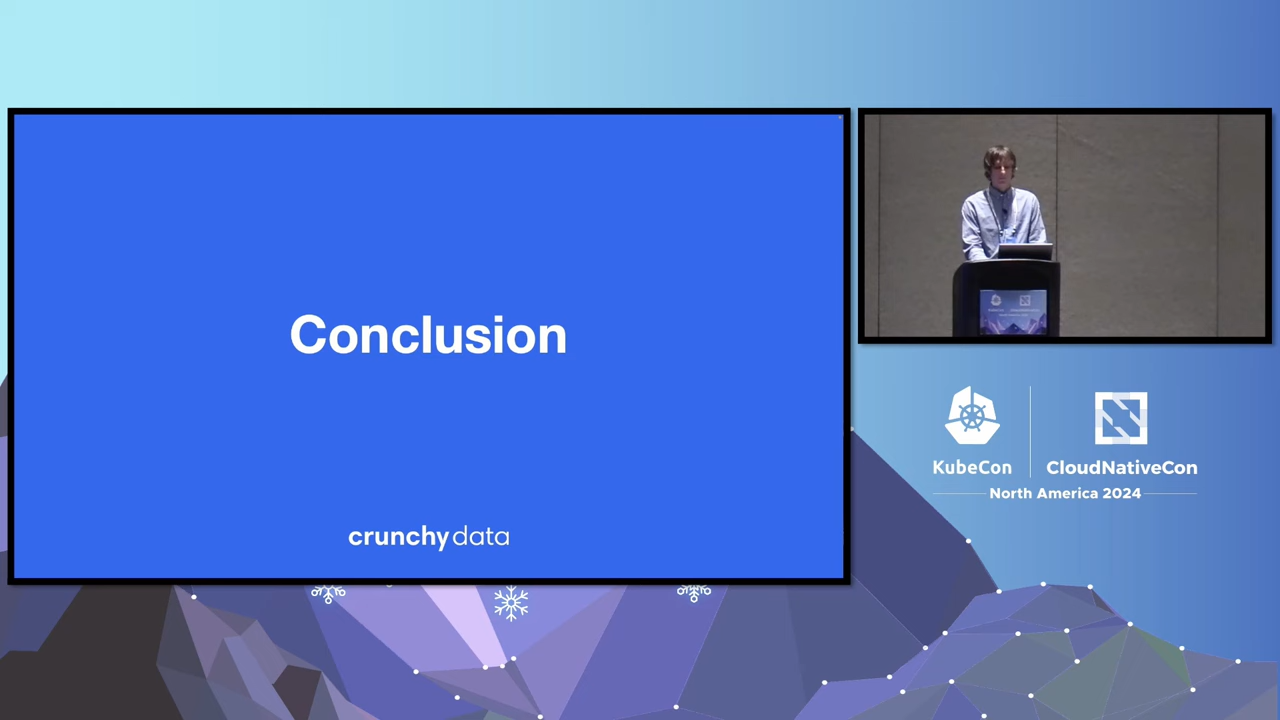 Conclusion
crunchy data
KubeCon
CloudNativeCon
North America 2024